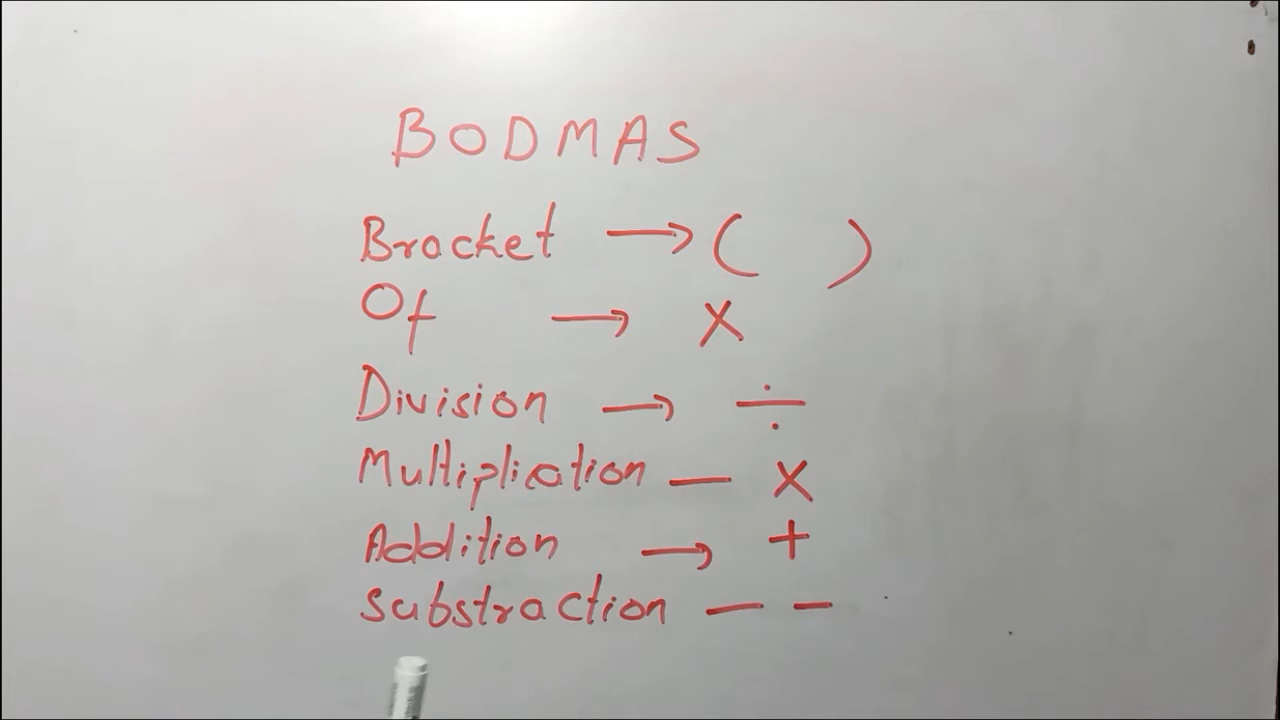 BODMAS
Bracket → ( )
Of → ×
Division → ÷
Multiplication — ×
Addition → +
Substraction — −